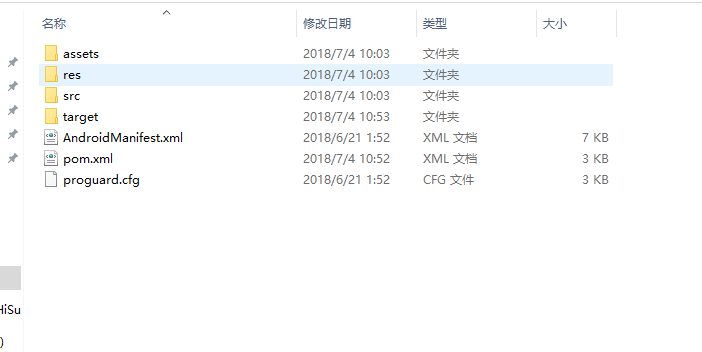 名称 修改日期 类型 大小
assets 2018/7/4 10:03 文件夹
res 2018/7/4 10:03 文件夹
src 2018/7/4 10:03 文件夹
target 2018/7/4 10:53 文件夹
AndroidManifest.xml 2018/6/21 1:52 XML 文档 7 KB
pom.xml 2018/7/4 10:52 XML 文档 3 KB
proguard.cfg 2018/6/21 1:52 CFG 文件 3 KB
HiSu
)